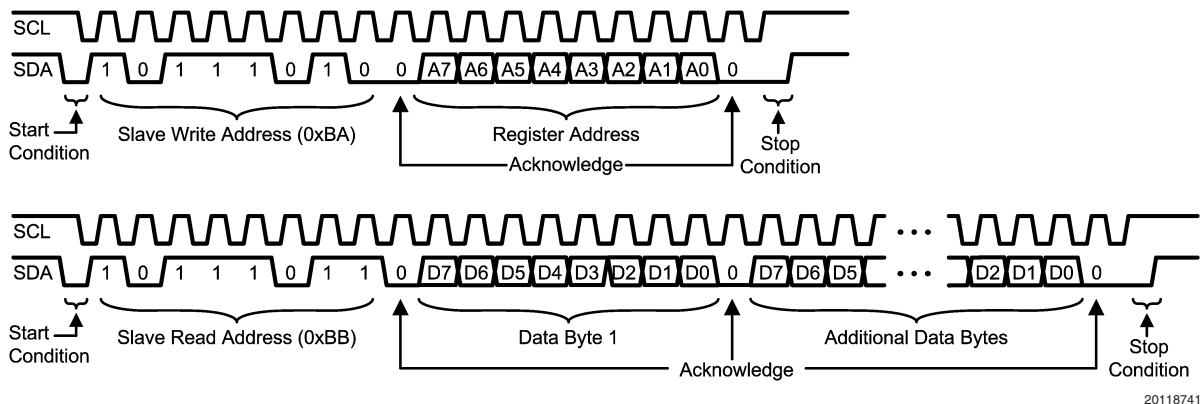 SCL
SDA 1 0 1 1 1 0 1 0 0 A7 A6 A5 A4 A3 A2 A1 A0 0
Start
Condition
Slave Write Address (0xBA)
Register Address
Acknowledge
Stop
Condition
SCL
SDA 1 0 1 1 1 0 1 1 0 D7 D6 D5 D4 D3 D2 D1 D0 0 D7 D6 D5 ... D2 D1 D0 0
Start
Condition
Slave Read Address (0xBB)
Data Byte 1
Additional Data Bytes
Acknowledge
Stop
Condition
20118741